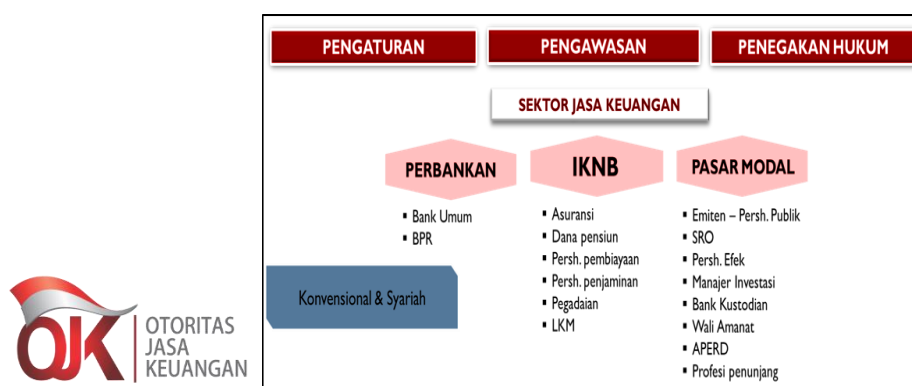 PENGATURAN
PENGAWASAN
PENEGAKAN HUKUM
SEKTOR JASA KEUANGAN
PERBANKAN
▪ Bank Umum
▪ BPR
Konvensional & Syariah
IKNB
▪ Asuransi
▪ Dana pensiun
▪ Persh. pembiayaan
▪ Persh. penjaminan
▪ Pegadaian
▪ LKM
PASAR MODAL
▪ Emiten – Persh. Publik
▪ SRO
▪ Persh. Efek
▪ Manajer Investasi
▪ Bank Kustodian
▪ Wali Amanat
▪ APERD
▪ Profesi penunjang
OJK
OTORITAS
JASA
KEUANGAN